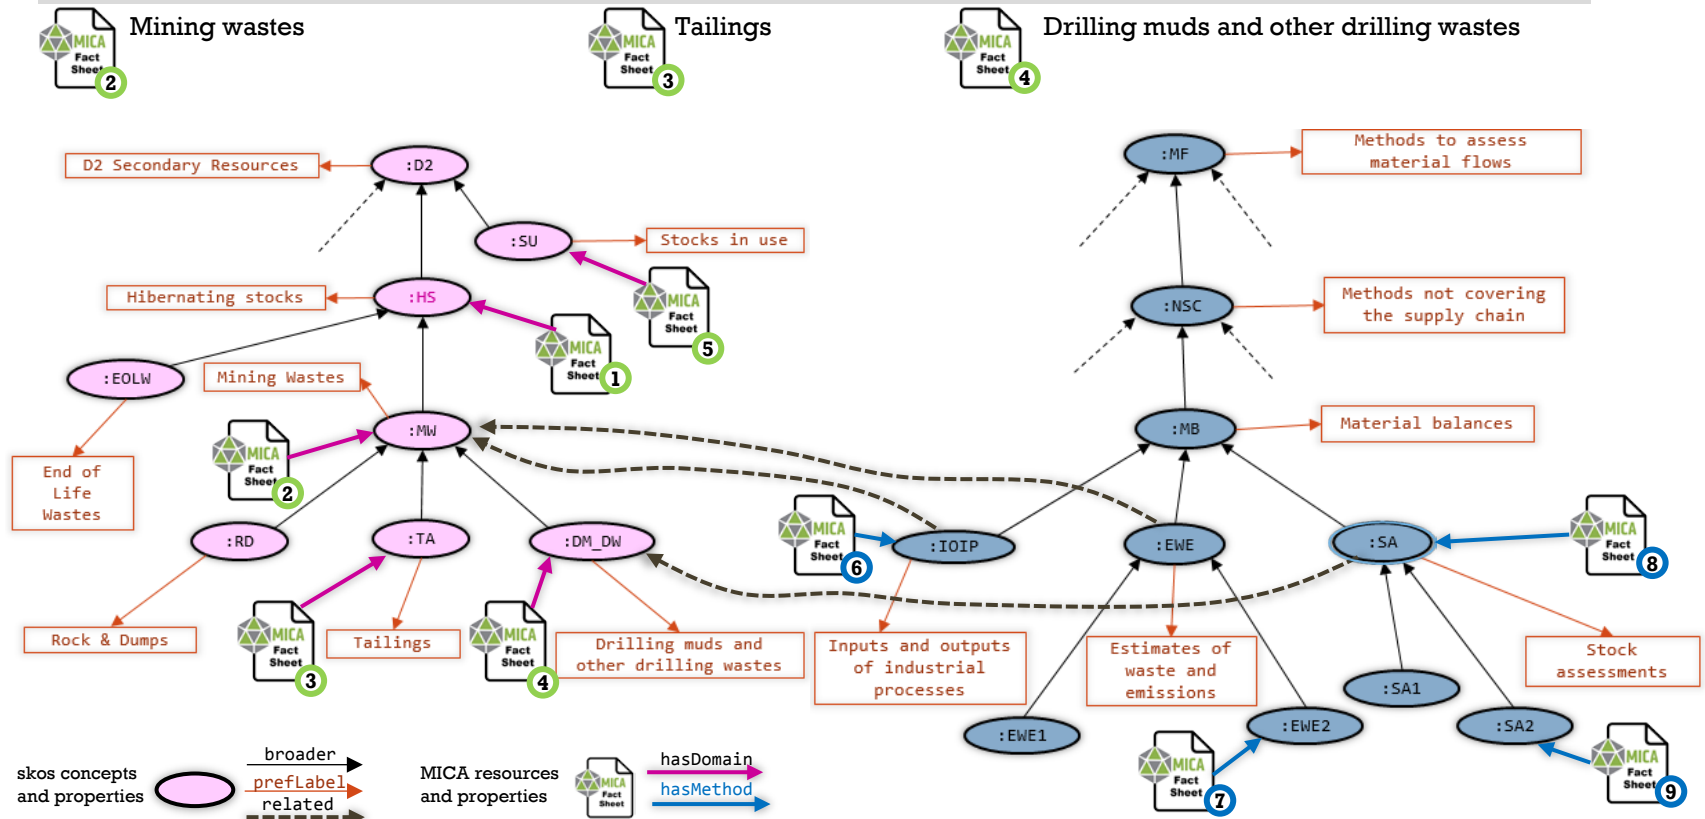 Mining wastes
Tailings
Drilling muds and other drilling wastes
MICA
Fact
Sheet
2
MICA
Fact
Sheet
3
MICA
Fact
Sheet
4
D2 Secondary Resources
:D2
:SU
Stocks in use
Hibernating stocks
:HS
MICA
Fact
Sheet
5
MICA
Fact
Sheet
1
:EOLW
Mining Wastes
:MW
MICA
Fact
Sheet
2
End of
Life
Wastes
:RD
:TA
:DM_DW
Rock & Dumps
MICA
Fact
Sheet
3
Tailings
MICA
Fact
Sheet
4
Drilling muds and
other drilling wastes
:MF
Methods to assess
material flows
:NSC
Methods not covering
the supply chain
:MB
Material balances
MICA
Fact
Sheet
6
:IOIP
:EWE
:SA
MICA
Fact
Sheet
8
Inputs and outputs
of industrial
processes
Estimates of
waste and
emissions
Stock
assessments
:SA1
:EWE1
:EWE2
:SA2
MICA
Fact
Sheet
7
MICA
Fact
Sheet
9
skos concepts
and properties
broader
prefLabel
related
MICA resources
and properties
MICA
Fact
Sheet
hasDomain
hasMethod